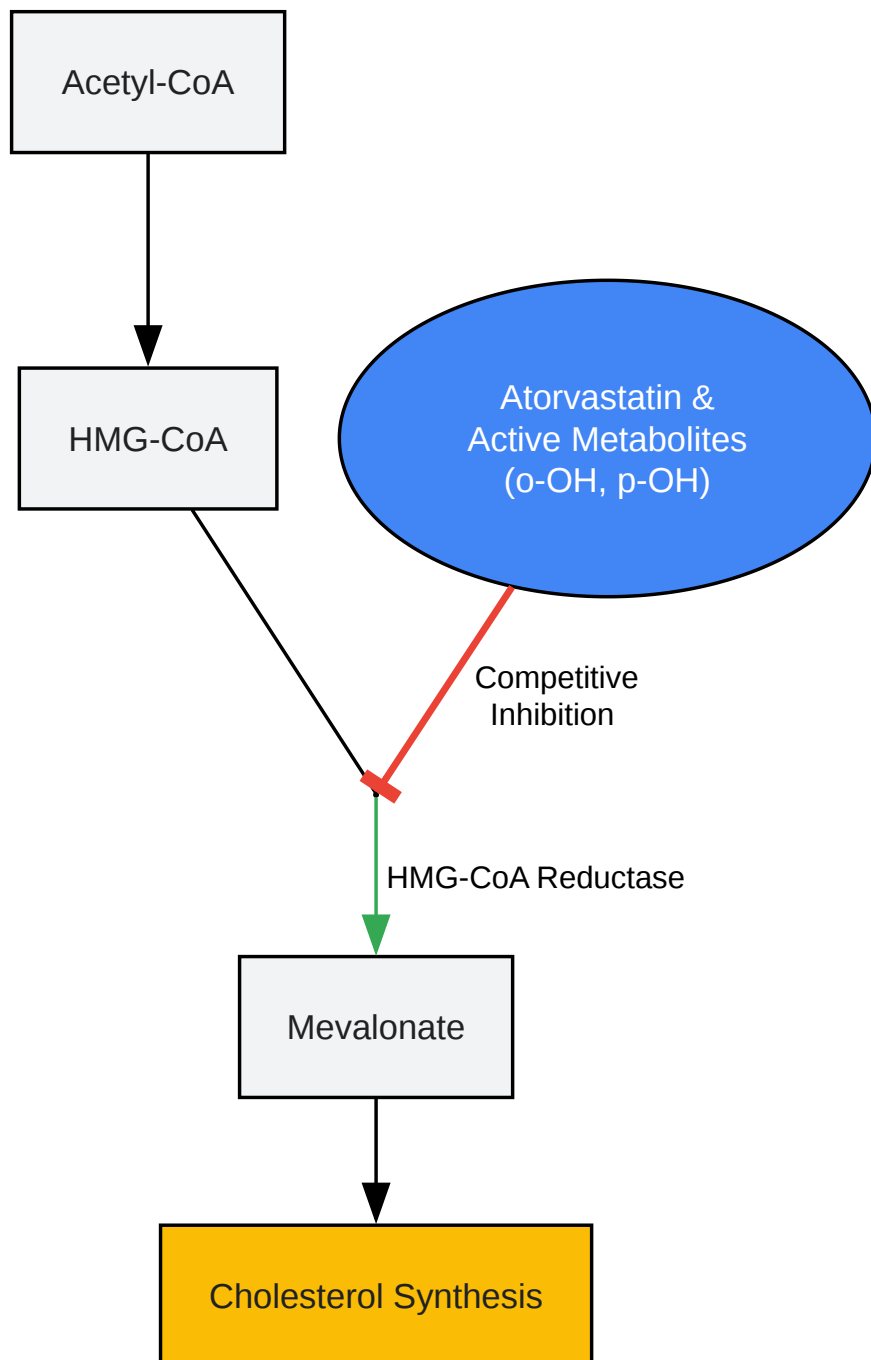 Acetyl-CoA
HMG-CoA
Atorvastatin &
Active Metabolites
(o-OH, p-OH)
Competitive
Inhibition
HMG-CoA Reductase
Mevalonate
Cholesterol Synthesis